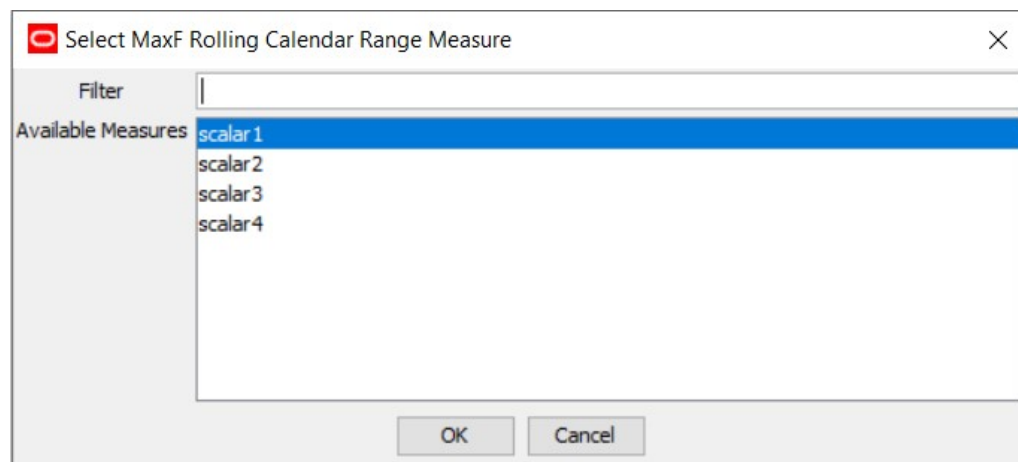 Select MaxF Rolling Calendar Range Measure
Filter
Available Measures
scalar1
scalar2
scalar3
scalar4
OK
Cancel